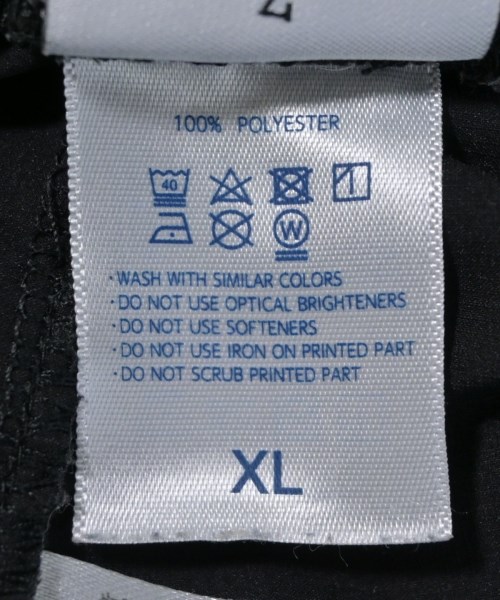 100% POLYESTER
40
W
·WASH WITH SIMILAR COLORS
·DO NOT USE OPTICAL BRIGHTENERS
·DO NOT USE SOFTENERS
·DO NOT USE IRON ON PRINTED PART
·DO NOT SCRUB PRINTED PART
XL